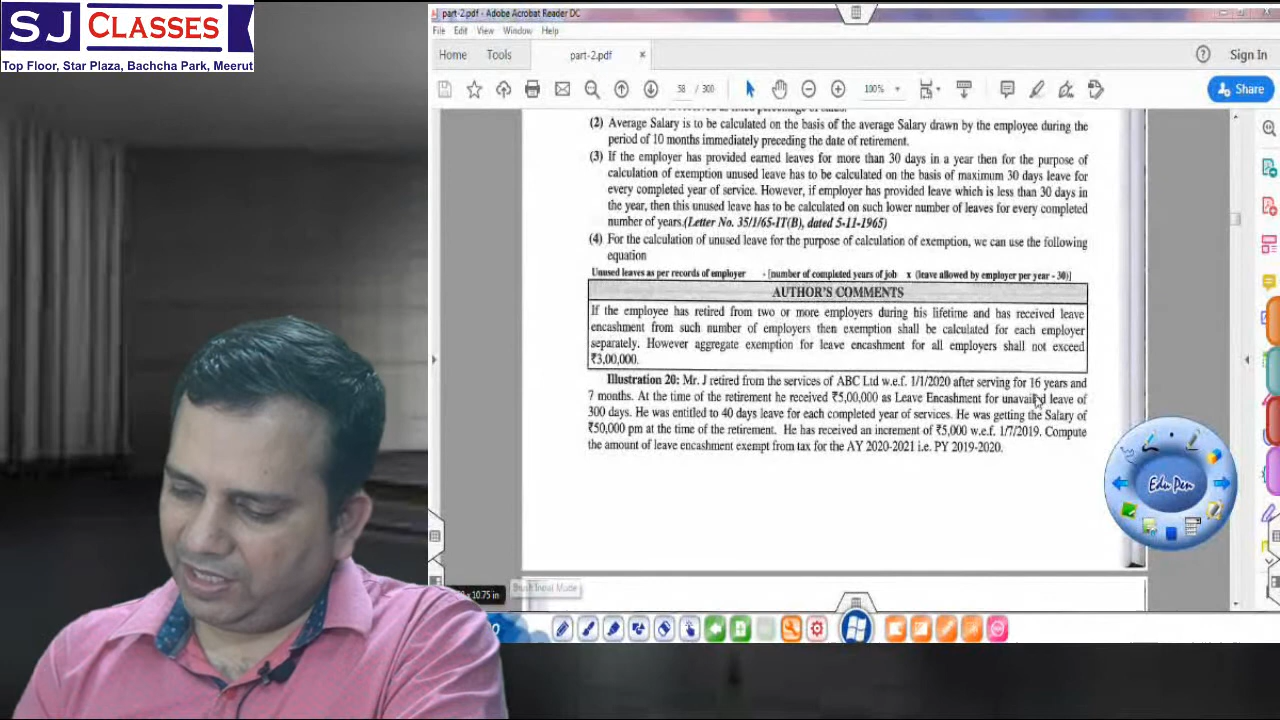 SJ CLASSES
Top Floor, Star Plaza, Bachcha Park, Meerut
part-2.pdf - Adobe Acrobat Reader DC
File Edit View Window Help
Home Tools part-2.pdf × Sign In
58 / 300 100% Share
(2) Average Salary is to be calculated on the basis of the average Salary drawn by the employee during the
period of 10 months immediately preceding the date of retirement.
(3) If the employer has provided earned leaves for more than 30 days in a year then for the purpose of
calculation of exemption unused leave has to be calculated on the basis of maximum 30 days leave for
every completed year of service. However, if employer has provided leave which is less than 30 days in
the year, then this unused leave has to be calculated on such lower number of leaves for every completed
number of years.(Letter No. 35/1/65-IT(B), dated 5-11-1965)
(4) For the calculation of unused leave for the purpose of calculation of exemption, we can use the following
equation
Unused leaves as per records of employer - [number of completed years of job x (leave allowed by employer per year - 30)]
AUTHOR'S COMMENTS
If the employee has retired from two or more employers during his lifetime and has received leave
encashment from such number of employers then exemption shall be calculated for each employer
separately. However aggregate exemption for leave encashment for all employers shall not exceed
₹3,00,000.
Illustration 20: Mr. J retired from the services of ABC Ltd w.e.f. 1/1/2020 after serving for 16 years and
7 months. At the time of the retirement he received ₹5,00,000 as Leave Encashment for unavailed leave of
300 days. He was entitled to 40 days leave for each completed year of services. He was getting the Salary of
₹50,000 pm at the time of the retirement. He has received an increment of ₹5,000 w.e.f. 1/7/2019. Compute
the amount of leave encashment exempt from tax for the AY 2020-2021 i.e. PY 2019-2020.
Edu Pen
Brush Initial Mode
x 10.75 in